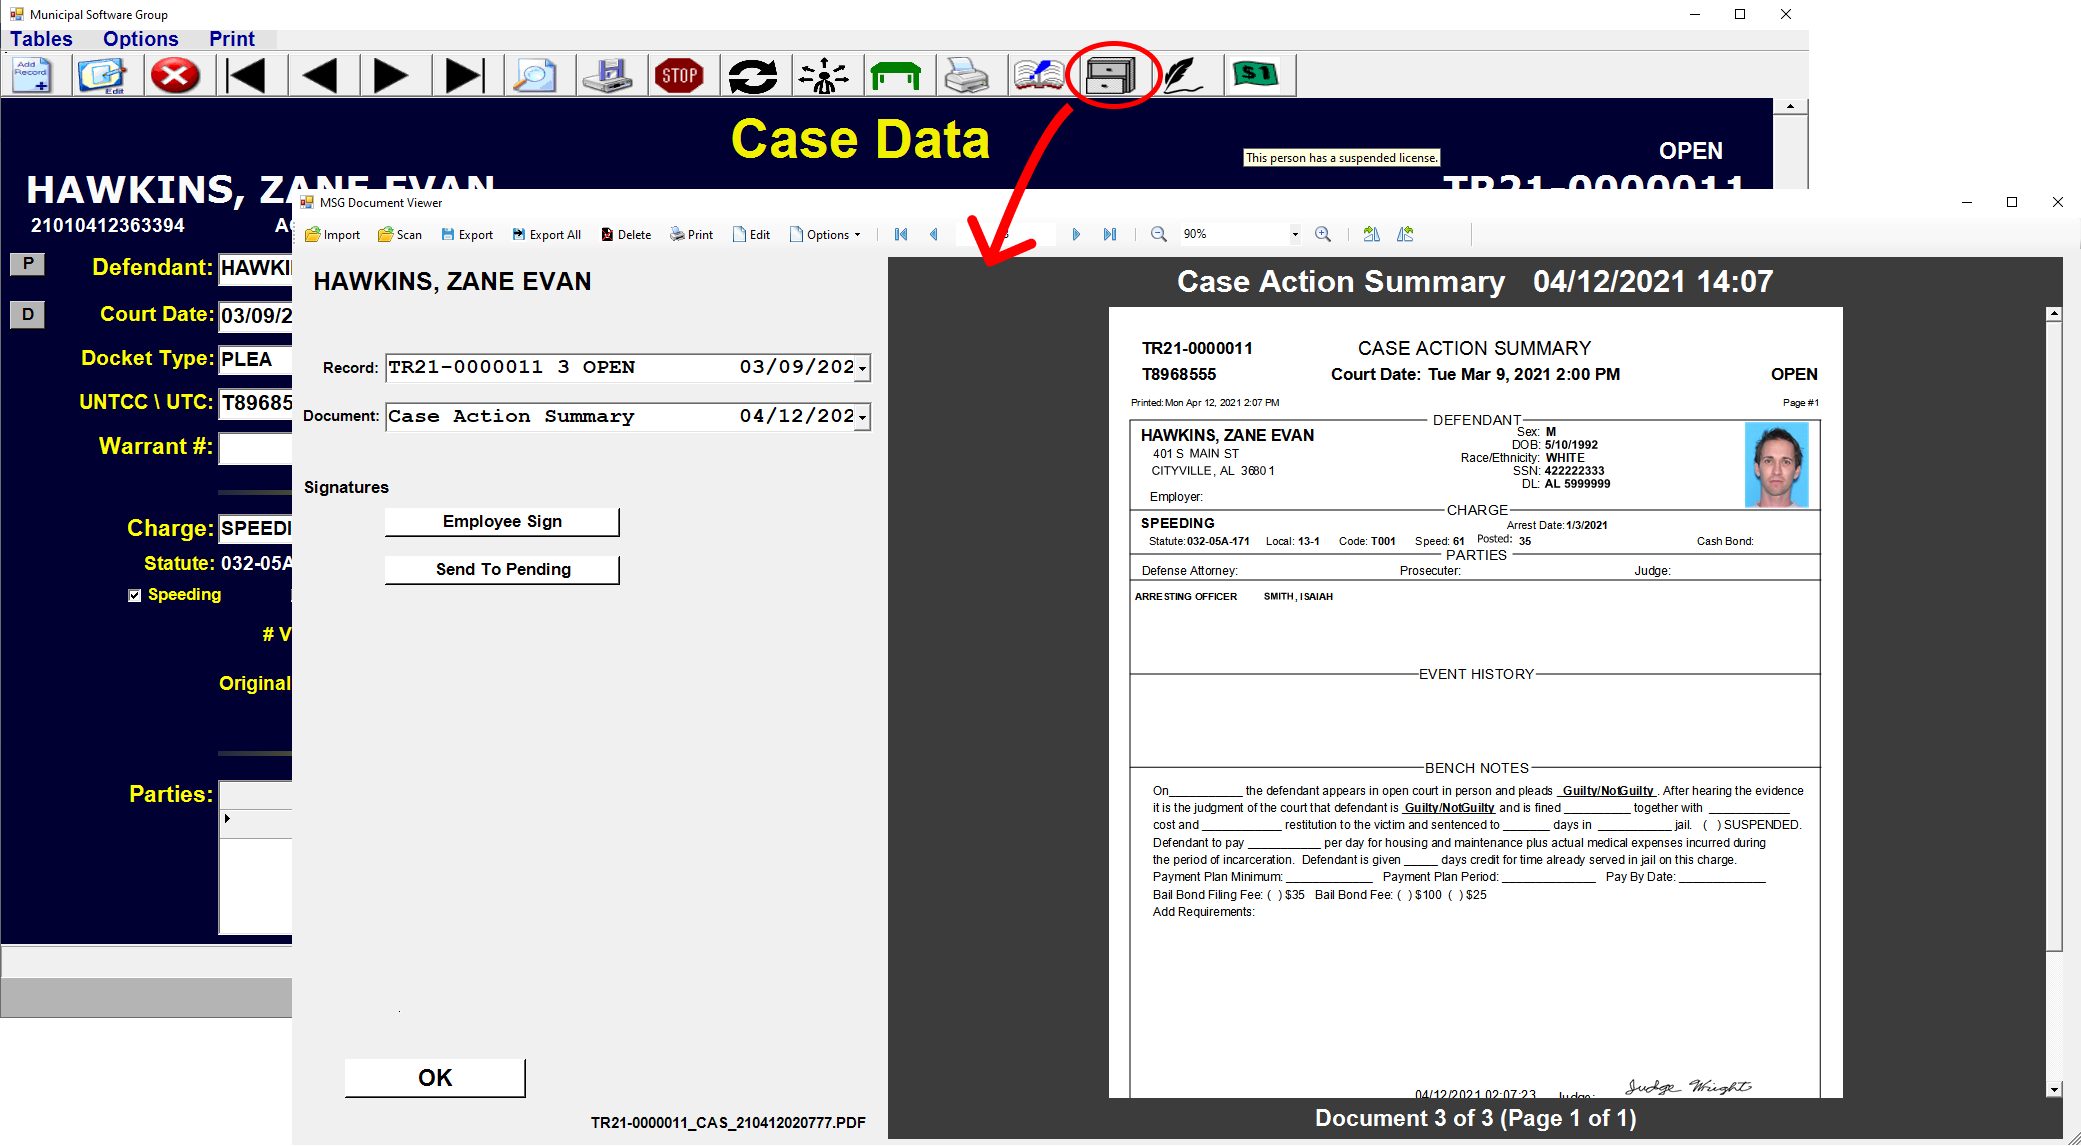 Municipal Software Group
Tables Options Print
Add Record
Edit
STOP
$1
Case Data
This person has a suspended license.
OPEN
HAWKINS, ZANE EVAN
TR21-0000011
21010412363394
P
Defendant: HAWKI
D
Court Date: 03/09/2
Docket Type: PLEA
UNTCC \ UTC: T89685
Warrant #:
Charge: SPEEDI
Statute: 032-05A
Speeding
# V
Original
Parties:
MSG Document Viewer
Import Scan Export Export All Delete Print Edit Options 90%
HAWKINS, ZANE EVAN
Record: TR21-0000011 3 OPEN 03/09/202
Document: Case Action Summary 04/12/202
Signatures
Employee Sign
Send To Pending
OK
TR21-0000011_CAS_210412020777.PDF
Case Action Summary 04/12/2021 14:07
TR21-0000011 CASE ACTION SUMMARY
T8968555 Court Date: Tue Mar 9, 2021 2:00 PM OPEN
Printed: Mon Apr 12, 2021 2:07 PM Page #1
DEFENDANT
HAWKINS, ZANE EVAN
401 S MAIN ST
CITYVILLE, AL 36801
Employer:
Sex: M
DOB: 5/10/1992
Race/Ethnicity: WHITE
SSN: 422222333
DL: AL 5999999
CHARGE
SPEEDING Arrest Date: 1/3/2021
Statute: 032-05A-171 Local: 13-1 Code: T001 Speed: 61 Posted: 35 Cash Bond:
PARTIES
Defense Attorney: Prosecuter: Judge:
ARRESTING OFFICER SMITH, ISAIAH
EVENT HISTORY
BENCH NOTES
On___________ the defendant appears in open court in person and pleads _Guilty/NotGuilty_. After hearing the evidence
it is the judgment of the court that defendant is _Guilty/NotGuilty_ and is fined __________ together with ____________
cost and ____________ restitution to the victim and sentenced to _______ days in ___________ jail. ( ) SUSPENDED.
Defendant to pay ___________ per day for housing and maintenance plus actual medical expenses incurred during
the period of incarceration. Defendant is given _____ days credit for time already served in jail on this charge.
Payment Plan Minimum: _____________ Payment Plan Period: ______________ Pay By Date: _____________
Bail Bond Filing Fee: ( ) $35 Bail Bond Fee: ( ) $100 ( ) $25
Add Requirements:
04/12/2021 02:07:23 Judge: Judge Wright
Document 3 of 3 (Page 1 of 1)